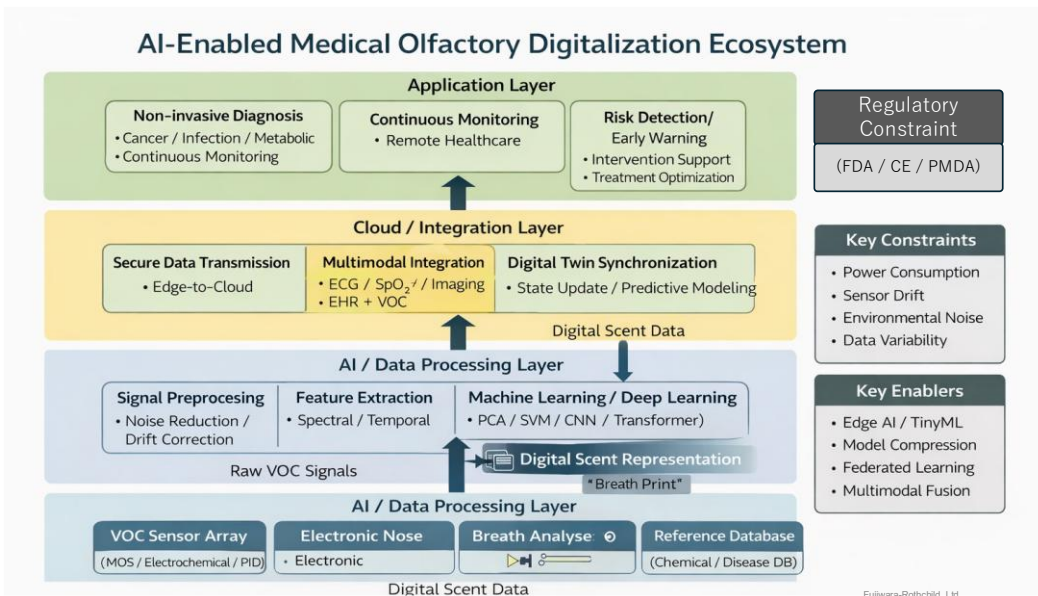 AI-Enabled Medical Olfactory Digitalization Ecosystem
Application Layer
Non-invasive Diagnosis
• Cancer / Infection / Metabolic
• Continuous Monitoring
Continuous Monitoring
• Remote Healthcare
Risk Detection/
Early Warning
• Intervention Support
• Treatment Optimization
Regulatory
Constraint
(FDA / CE / PMDA)
Cloud / Integration Layer
Secure Data Transmission
• Edge-to-Cloud
Multimodal Integration
• ECG / SpO₂ / Imaging
• EHR + VOC
Digital Twin Synchronization
• State Update / Predictive Modeling
Digital Scent Data
Key Constraints
• Power Consumption
• Sensor Drift
• Environmental Noise
• Data Variability
AI / Data Processing Layer
Signal Preprocesing
• Noise Reduction /
Drift Correction
Feature Extraction
• Spectral / Temporal
Machine Learning / Deep Learning
• PCA / SVM / CNN / Transformer)
Raw VOC Signals
Digital Scent Representation
"Breath Print"
Key Enablers
• Edge AI / TinyML
• Model Compression
• Federated Learning
• Multimodal Fusion
AI / Data Processing Layer
VOC Sensor Array
(MOS / Electrochemical / PID)
Electronic Nose
• Electronic
Breath Analyse
Reference Database
(Chemical / Disease DB)
Digital Scent Data
Fujiwara-Rothchild, Ltd